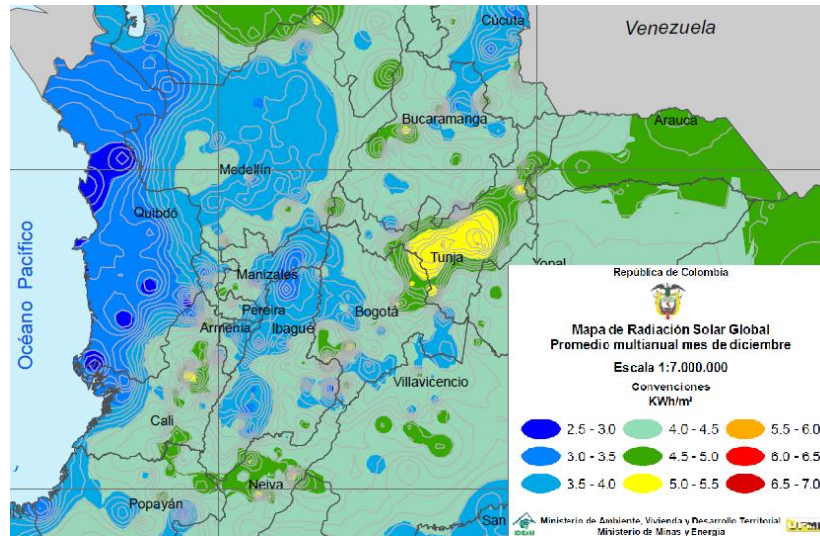 Cúcuta
Venezuela
Bucaramanga
Arauca
Medellín
Quibdó
Tunja
Yopal
Océano Pacífico
Manizales
Pereira
Bogotá
Armenia
Ibagué
Villavicencio
Cali
Neiva
Popayán
San
República de Colombia
Mapa de Radiación Solar Global
Promedio multianual mes de diciembre
Escala 1:7.000.000
Convenciones
KWh/m²
2.5 - 3.0 4.0 - 4.5 5.5 - 6.0
3.0 - 3.5 4.5 - 5.0 6.0 - 6.5
3.5 - 4.0 5.0 - 5.5 6.5 - 7.0
IDEAM
Ministerio de Ambiente, Vivienda y Desarrollo Territorial
Ministerio de Minas y Energía